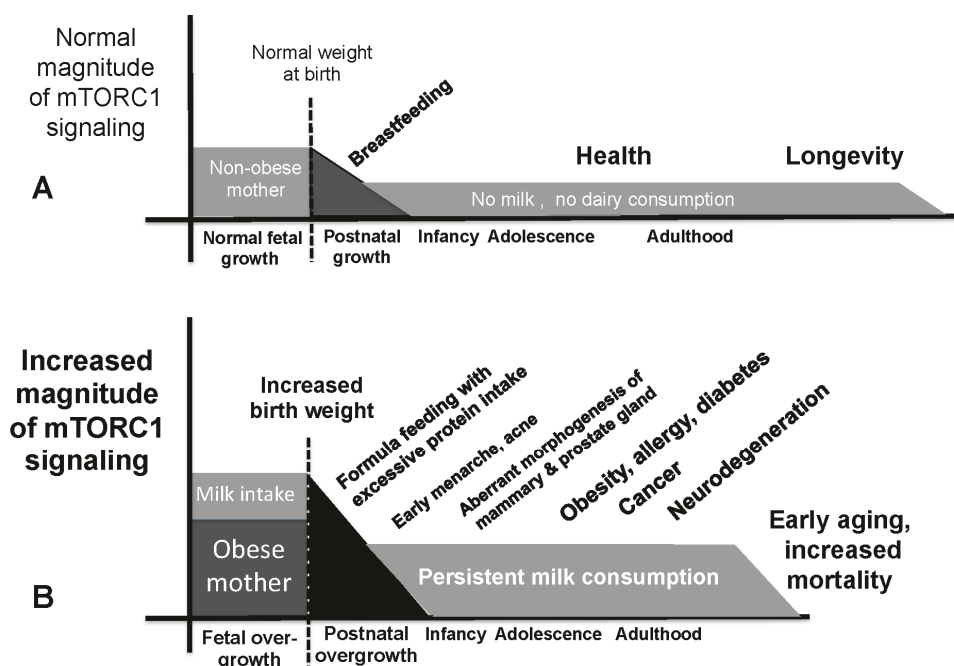 Normal
magnitude
of mTORC1
signaling
A
Normal weight
at birth
Breastfeeding
Health
Longevity
Non-obese
mother
No milk , no dairy consumption
Normal fetal
growth
Postnatal
growth
Infancy
Adolescence
Adulthood
Increased
magnitude
of mTORC1
signaling
B
Increased
birth weight
Formula feeding with
excessive protein intake
Early menarche, acne
Aberrant morphogenesis of
mammary & prostate gland
Obesity, allergy, diabetes
Cancer
Neurodegeneration
Early aging,
increased
mortality
Milk intake
Obese
mother
Persistent milk consumption
Fetal over-
growth
Postnatal
overgrowth
Infancy
Adolescence
Adulthood